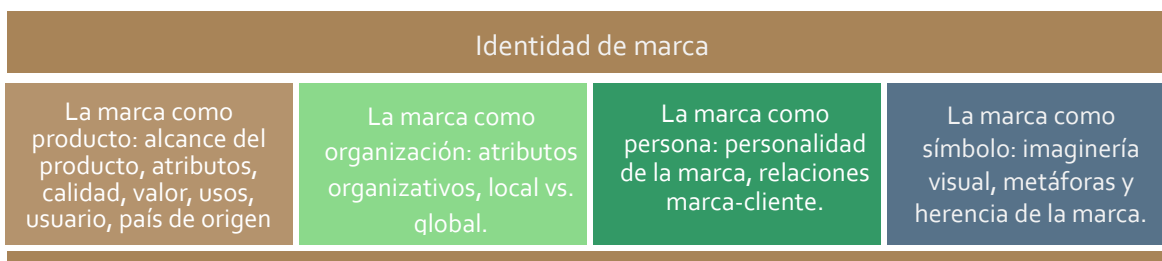 Identidad de marca
La marca como
producto: alcance del
producto, atributos,
calidad, valor, usos,
usuario, país de origen
La marca como
organización: atributos
organizativos, local vs.
global.
La marca como
persona: personalidad
de la marca, relaciones
marca-cliente.
La marca como
símbolo: imaginería
visual, metáforas y
herencia de la marca.